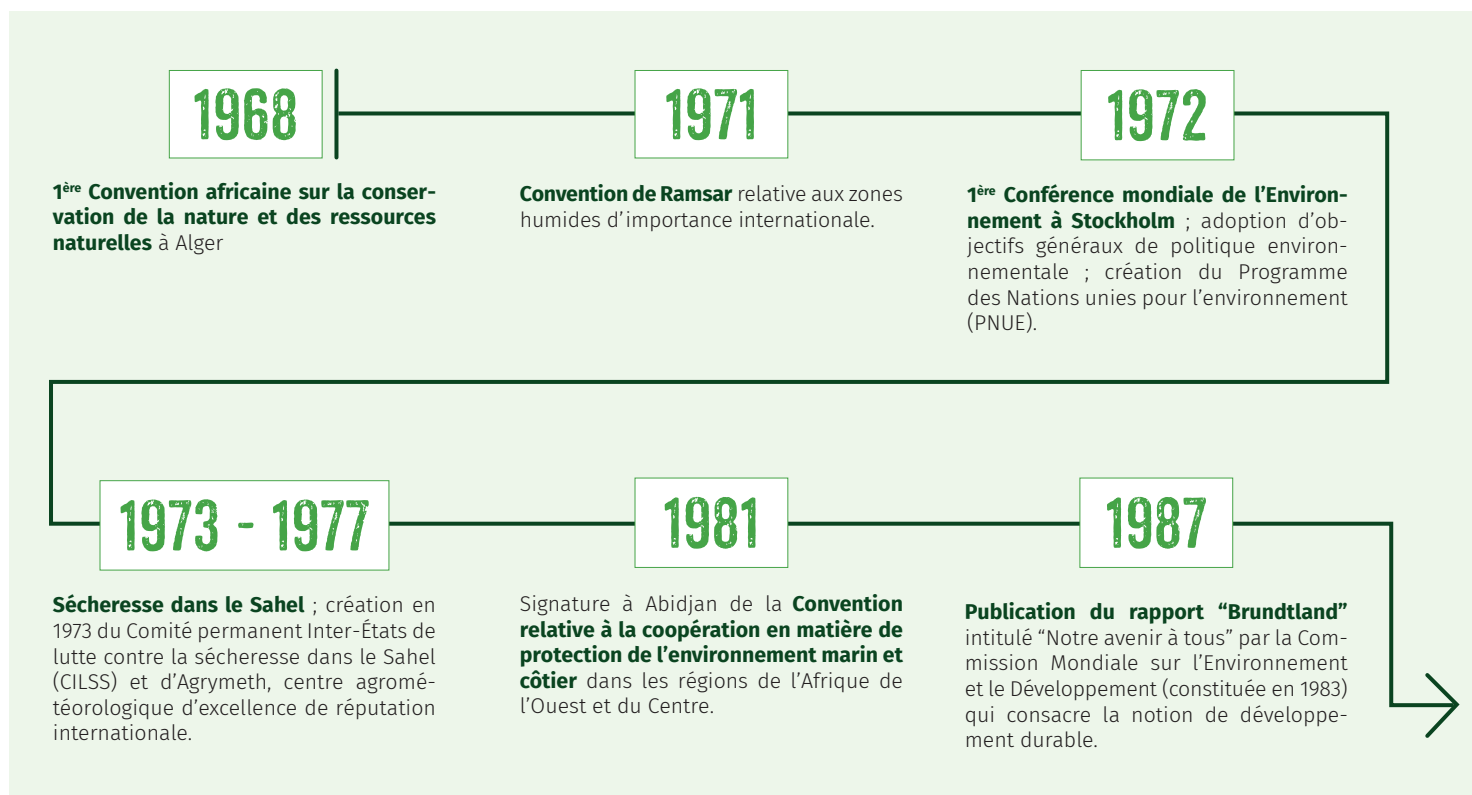 1968
1ère Convention africaine sur la conser-
vation de la nature et des ressources
naturelles à Alger
1971
Convention de Ramsar relative aux zones
humides d’importance internationale.
1972
1ère Conférence mondiale de l’Environ-
nement à Stockholm ; adoption d’ob-
jectifs généraux de politique environ-
nementale ; création du Programme
des Nations unies pour l’environnement
(PNUE).
1973 - 1977
Sécheresse dans le Sahel ; création en
1973 du Comité permanent Inter-États de
lutte contre la sécheresse dans le Sahel
(CILSS) et d’Agrymeth, centre agromé-
téorologique d’excellence de réputation
internationale.
1981
Signature à Abidjan de la Convention
relative à la coopération en matière de
protection de l’environnement marin et
côtier dans les régions de l’Afrique de
l’Ouest et du Centre.
1987
Publication du rapport “Brundtland”
intitulé “Notre avenir à tous” par la Com-
mission Mondiale sur l’Environnement
et le Développement (constituée en 1983)
qui consacre la notion de développe-
ment durable.